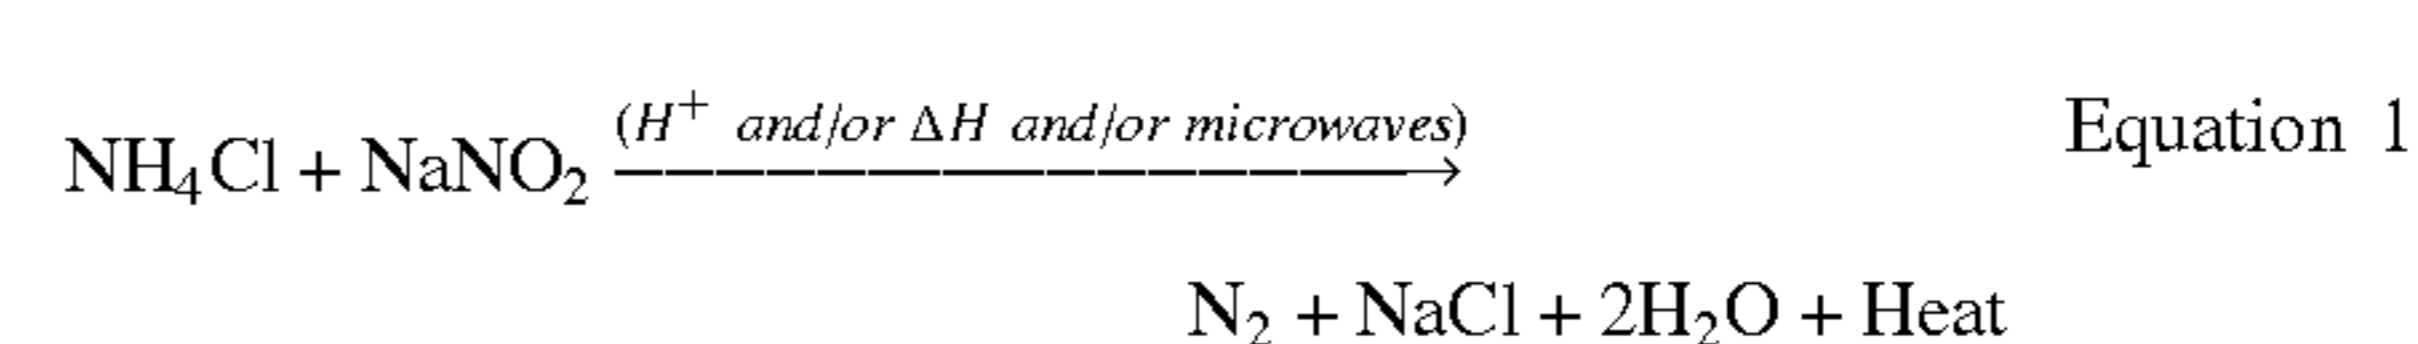 NH₄Cl + NaNO₂ (H⁺ and/or ΔH and/or microwaves) → Equation 1
N₂ + NaCl + 2H₂O + Heat